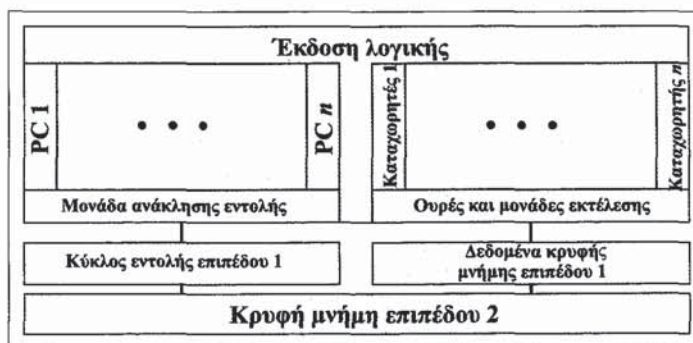 Έκδοση λογικής
PC 1
• • •
PC n
Καταχωρητές 1
• • •
Καταχωρητής n
Μονάδα ανάκλησης εντολής
Ουρές και μονάδες εκτέλεσης
Κύκλος εντολής επιπέδου 1
Δεδομένα κρυφής
μνήμης επιπέδου 1
Κρυφή μνήμη επιπέδου 2